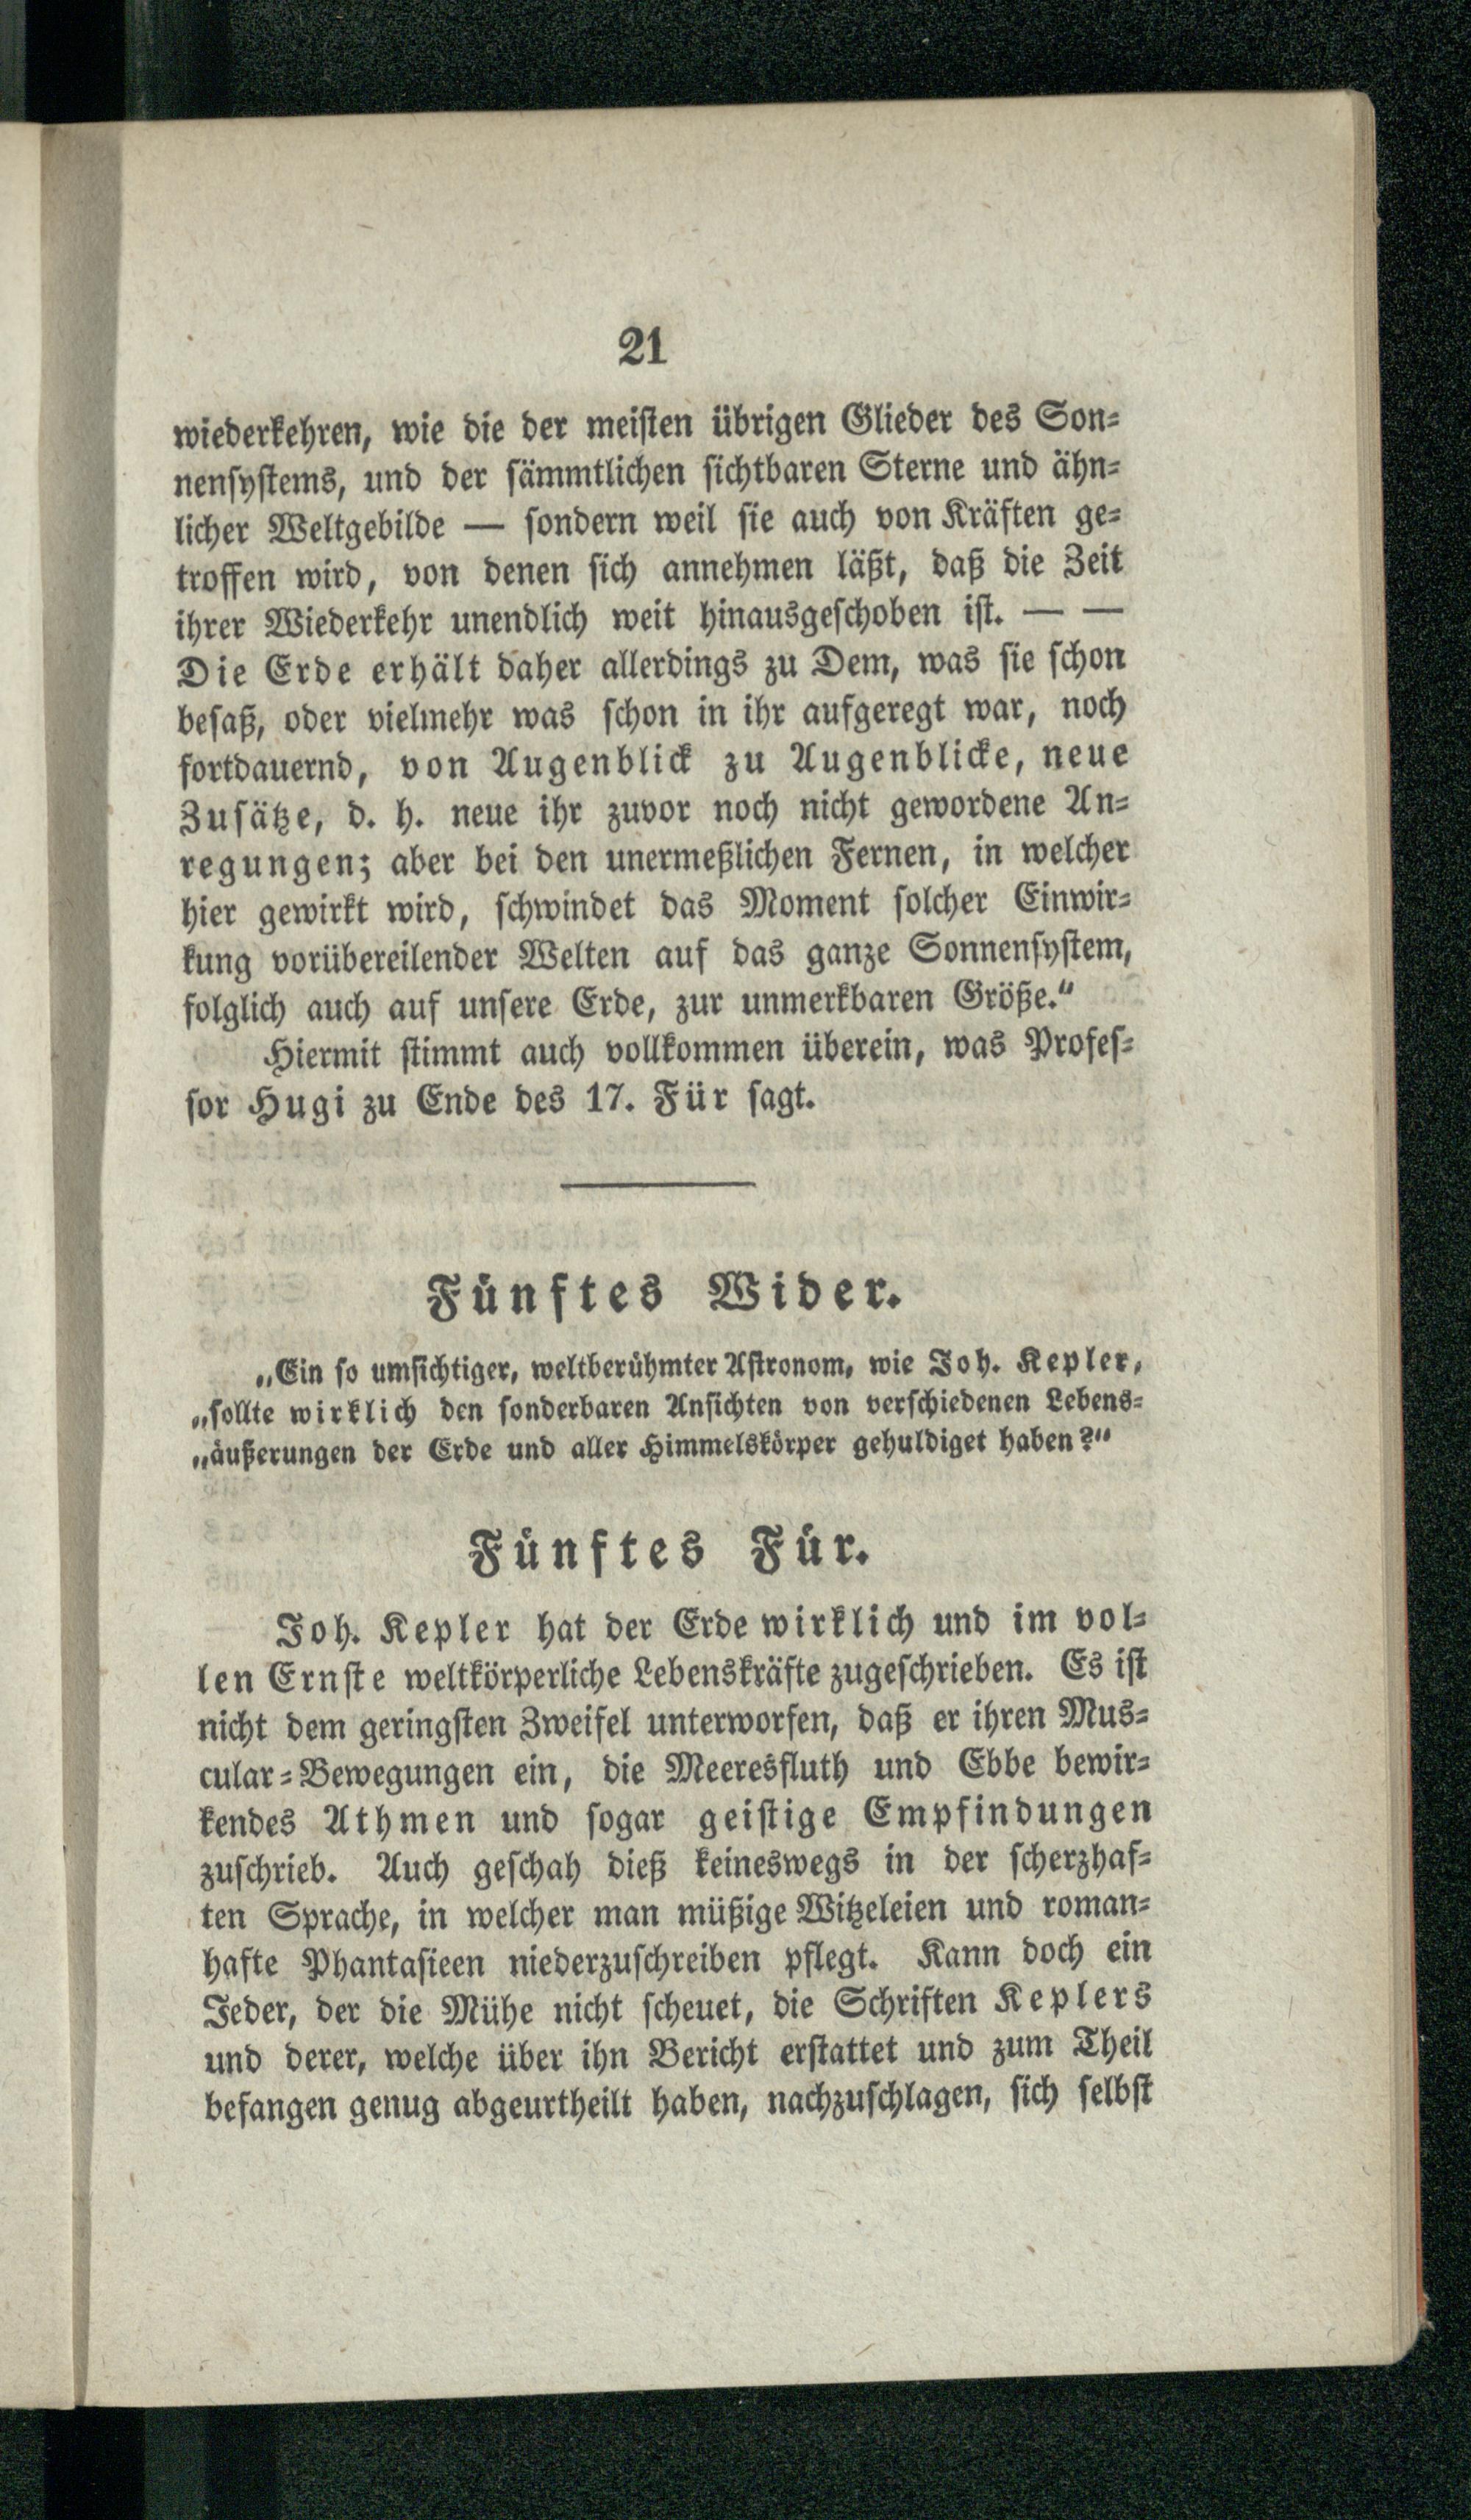 21
wiederkehren, wie die der meisten übrigen Glieder des Son-
nensystems, und der sämmtlichen sichtbaren Sterne und ähn-
licher Weltgebilde — sondern weil sie auch von Kräften ge-
troffen wird, von denen sich annehmen läßt, daß die Zeit
ihrer Wiederkehr unendlich weit hinausgeschoben ist. — —
Die Erde erhält daher allerdings zu Dem, was sie schon
besaß, oder vielmehr was schon in ihr aufgeregt war, noch
fortdauernd, von Augenblick zu Augenblicke, neue
Zusätze, d. h. neue ihr zuvor noch nicht gewordene An-
regungen; aber bei den unermeßlichen Fernen, in welcher
hier gewirkt wird, schwindet das Moment solcher Einwir-
kung vorübereilender Welten auf das ganze Sonnensystem,
folglich auch auf unsere Erde, zur unmerkbaren Größe.“
Hiermit stimmt auch vollkommen überein, was Profes-
sor Hugi zu Ende des 17. Für sagt.
Fünftes Wider.
„Ein so umsichtiger, weltberühmter Astronom, wie Joh. Kepler,
„sollte wirklich den sonderbaren Ansichten von verschiedenen Lebens-
„äußerungen der Erde und aller Himmelskörper gehuldiget haben?“
Fünftes Für.
Joh. Kepler hat der Erde wirklich und im vol-
len Ernste weltkörperliche Lebenskräfte zugeschrieben. Es ist
nicht dem geringsten Zweifel unterworfen, daß er ihren Mus-
cular-Bewegungen ein, die Meeresfluth und Ebbe bewir-
kendes Athmen und sogar geistige Empfindungen
zuschrieb. Auch geschah dieß keineswegs in der scherzhaf-
ten Sprache, in welcher man müßige Witzeleien und roman-
hafte Phantasieen niederzuschreiben pflegt. Kann doch ein
Jeder, der die Mühe nicht scheuet, die Schriften Keplers
und derer, welche über ihn Bericht erstattet und zum Theil
befangen genug abgeurtheilt haben, nachzuschlagen, sich selbst